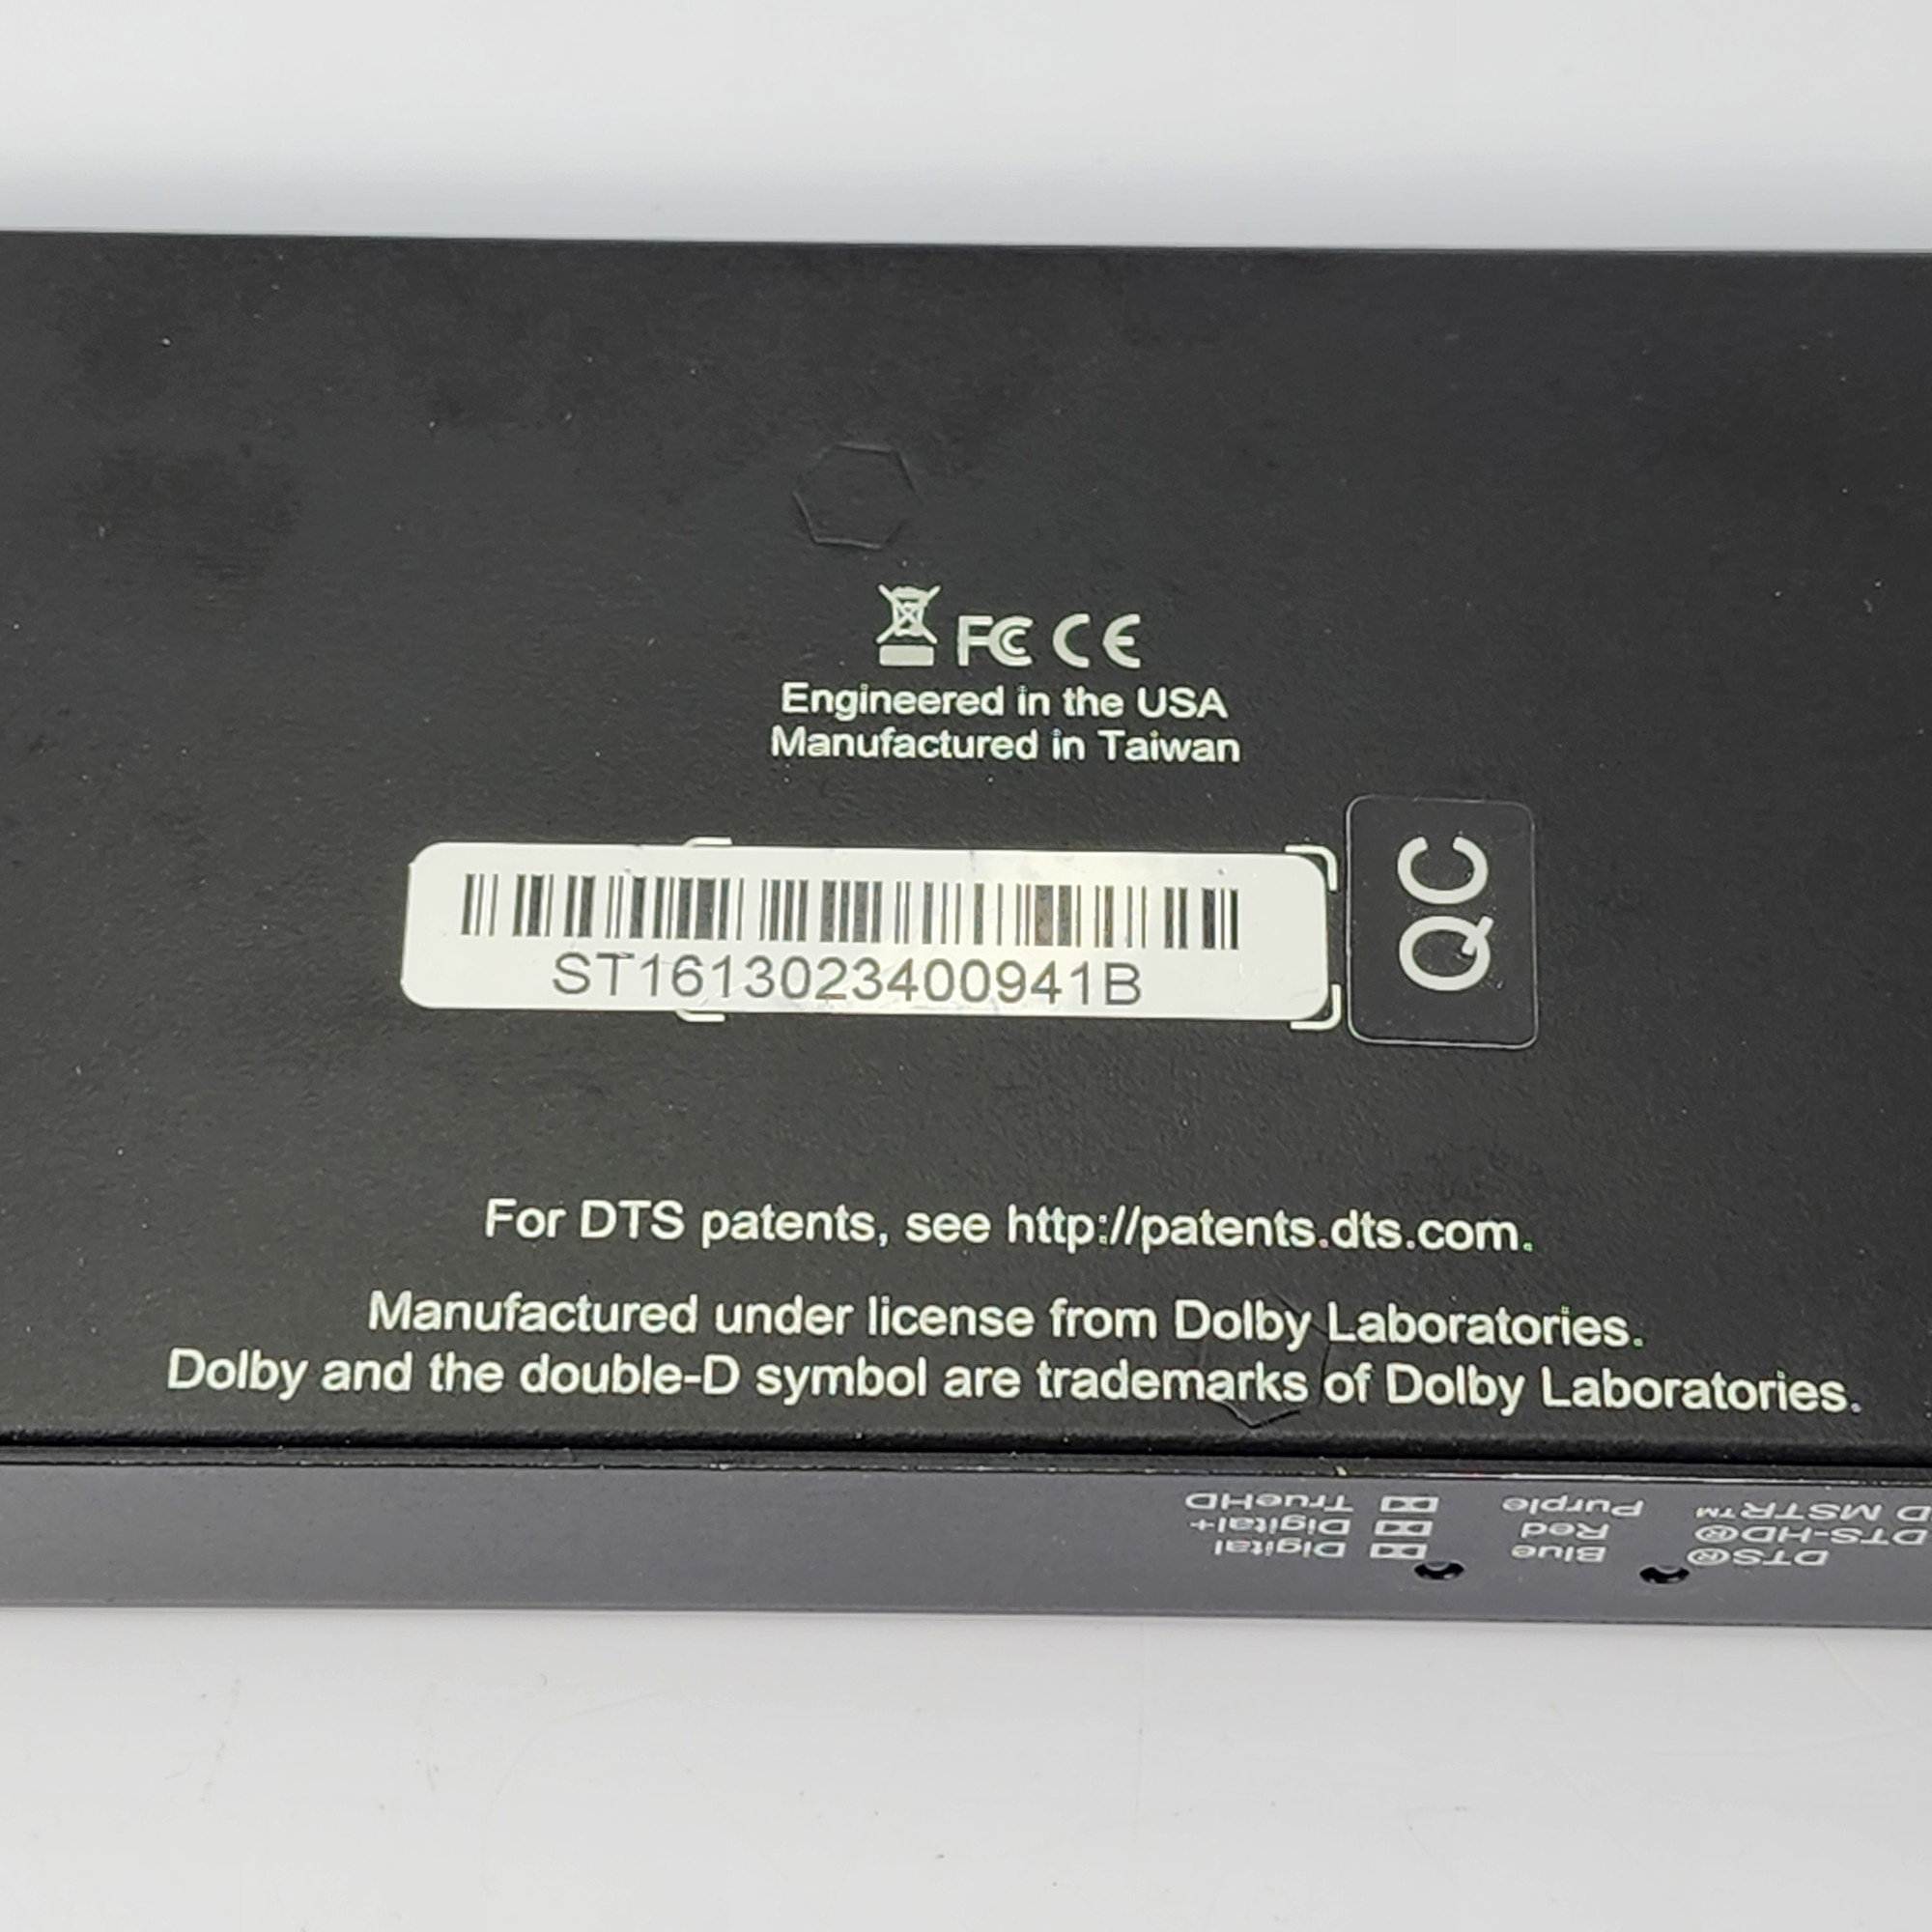 FC CE
Engineered in the USA
Manufactured in Taiwan
ST1613023400941B
QC
For DTS patents, see http://patents.dts.com.
Manufactured under license from Dolby Laboratories.
Dolby and the double-D symbol are trademarks of Dolby Laboratories.
DTS® Blue Digital
DTS-HD® Red Digital+
D MSTR™ Purple TrueHD